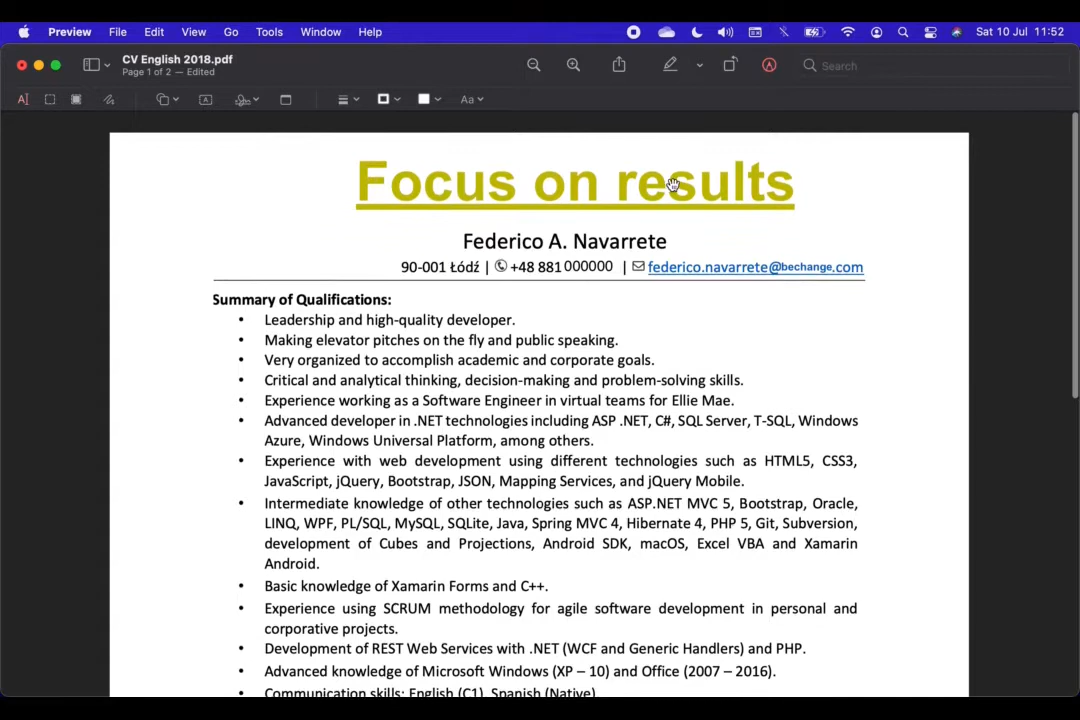 Preview File Edit View Go Tools Window Help Sat 10 Jul 11:52
CV English 2018.pdf
Page 1 of 2 — Edited
Search
Aa
Focus on results
Federico A. Navarrete
90-001 Łódź | +48 881 000000 | federico.navarrete@bechange.com
Summary of Qualifications:
• Leadership and high-quality developer.
• Making elevator pitches on the fly and public speaking.
• Very organized to accomplish academic and corporate goals.
• Critical and analytical thinking, decision-making and problem-solving skills.
• Experience working as a Software Engineer in virtual teams for Ellie Mae.
• Advanced developer in .NET technologies including ASP .NET, C#, SQL Server, T-SQL, Windows
Azure, Windows Universal Platform, among others.
• Experience with web development using different technologies such as HTML5, CSS3,
JavaScript, jQuery, Bootstrap, JSON, Mapping Services, and jQuery Mobile.
• Intermediate knowledge of other technologies such as ASP.NET MVC 5, Bootstrap, Oracle,
LINQ, WPF, PL/SQL, MySQL, SQLite, Java, Spring MVC 4, Hibernate 4, PHP 5, Git, Subversion,
development of Cubes and Projections, Android SDK, macOS, Excel VBA and Xamarin
Android.
• Basic knowledge of Xamarin Forms and C++.
• Experience using SCRUM methodology for agile software development in personal and
corporative projects.
• Development of REST Web Services with .NET (WCF and Generic Handlers) and PHP.
• Advanced knowledge of Microsoft Windows (XP – 10) and Office (2007 – 2016).
• Communication skills: English (C1), Spanish (Native)